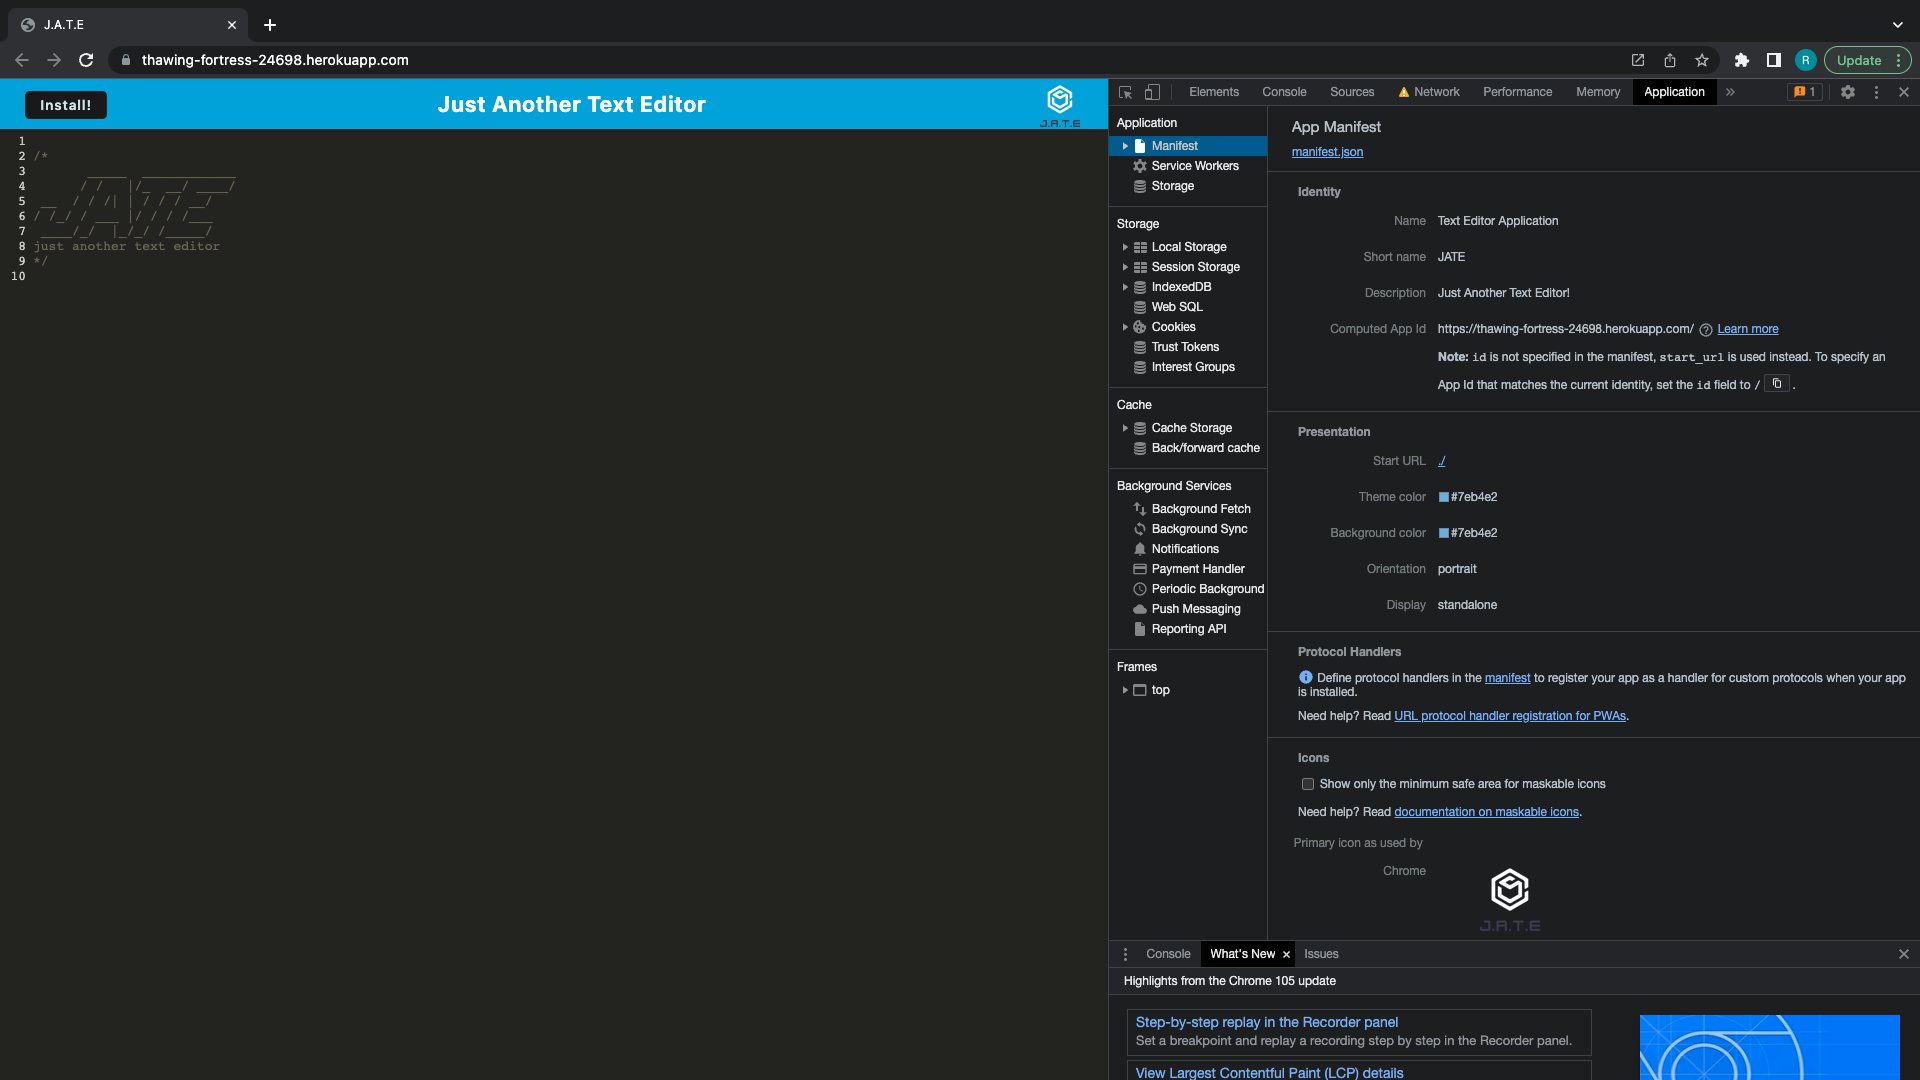 J.A.T.E
thawing-fortress-24698.herokuapp.com
R
Update
Install!
Just Another Text Editor
J.A.T.E
1
2 /*
3       _____  ____________
4      / /   |/_  __/ ____/
5 __  / / /| | / / / __/
6 / /_/ / ___ |/ / / /___
7 ____/_/  |_/_/ /_____/
8 just another text editor
9 */
10
Elements
Console
Sources
Network
Performance
Memory
Application
»
1
Application
Manifest
Service Workers
Storage
Storage
Local Storage
Session Storage
IndexedDB
Web SQL
Cookies
Trust Tokens
Interest Groups
Cache
Cache Storage
Back/forward cache
Background Services
Background Fetch
Background Sync
Notifications
Payment Handler
Periodic Background
Push Messaging
Reporting API
Frames
top
App Manifest
manifest.json
Identity
Name Text Editor Application
Short name JATE
Description Just Another Text Editor!
Computed App Id https://thawing-fortress-24698.herokuapp.com/ Learn more
Note: id is not specified in the manifest, start_url is used instead. To specify an
App Id that matches the current identity, set the id field to / .
Presentation
Start URL ./
Theme color #7eb4e2
Background color #7eb4e2
Orientation portrait
Display standalone
Protocol Handlers
Define protocol handlers in the manifest to register your app as a handler for custom protocols when your app
is installed.
Need help? Read URL protocol handler registration for PWAs.
Icons
Show only the minimum safe area for maskable icons
Need help? Read documentation on maskable icons.
Primary icon as used by
Chrome
J.A.T.E
Console
What's New
Issues
Highlights from the Chrome 105 update
Step-by-step replay in the Recorder panel
Set a breakpoint and replay a recording step by step in the Recorder panel.
View Largest Contentful Paint (LCP) details